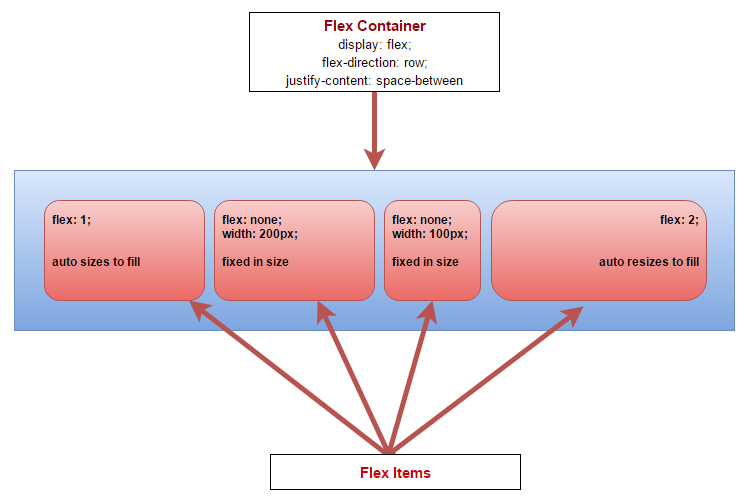 Flex Container
display: flex;
flex-direction: row;
justify-content: space-between
flex: 1;
auto sizes to fill
flex: none;
width: 200px;
fixed in size
flex: none;
width: 100px;
fixed in size
flex: 2;
auto resizes to fill
Flex Items